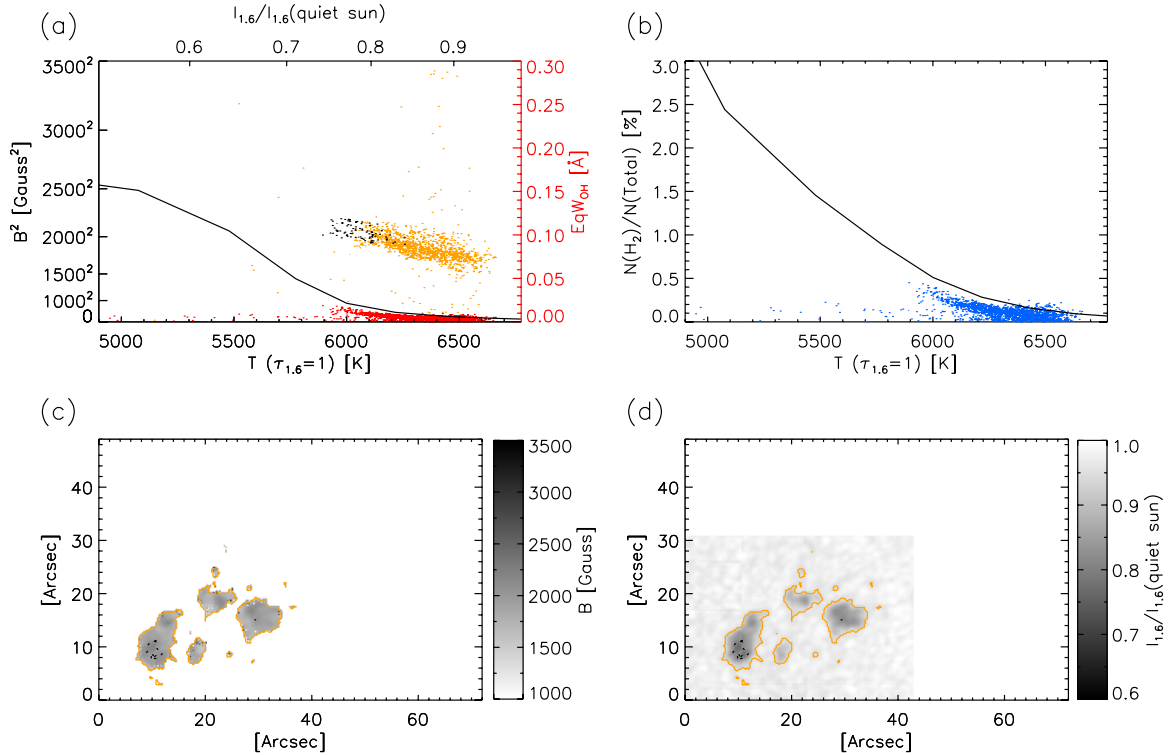 (a)
I₁.₆/I₁.₆(quiet sun)
0.6 0.7 0.8 0.9
3500²
3000²
2500²
2000²
1500²
1000²
0
B² [Gauss²]
0.30
0.25
0.20
0.15
0.10
0.05
0.00
EqW_OH [Å]
5000 5500 6000 6500
T (τ₁.₆=1) [K]
(b)
3.0
2.5
2.0
1.5
1.0
0.5
0.0
N(H₂)/N(Total) [%]
5000 5500 6000 6500
T (τ₁.₆=1) [K]
(c)
40
30
20
10
0
[Arcsec]
0 20 40 60
[Arcsec]
3500
3000
2500
2000
1500
1000
B [Gauss]
(d)
40
30
20
10
0
[Arcsec]
0 20 40 60
[Arcsec]
1.0
0.9
0.8
0.7
0.6
I₁.₆/I₁.₆(quiet sun)